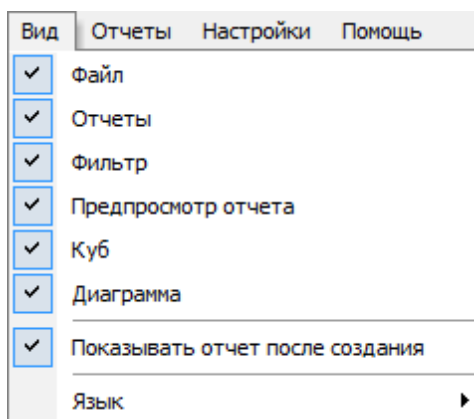 Вид Отчеты Настройки Помощь
Файл
Отчеты
Фильтр
Предпросмотр отчета
Куб
Диаграмма
Показывать отчет после создания
Язык